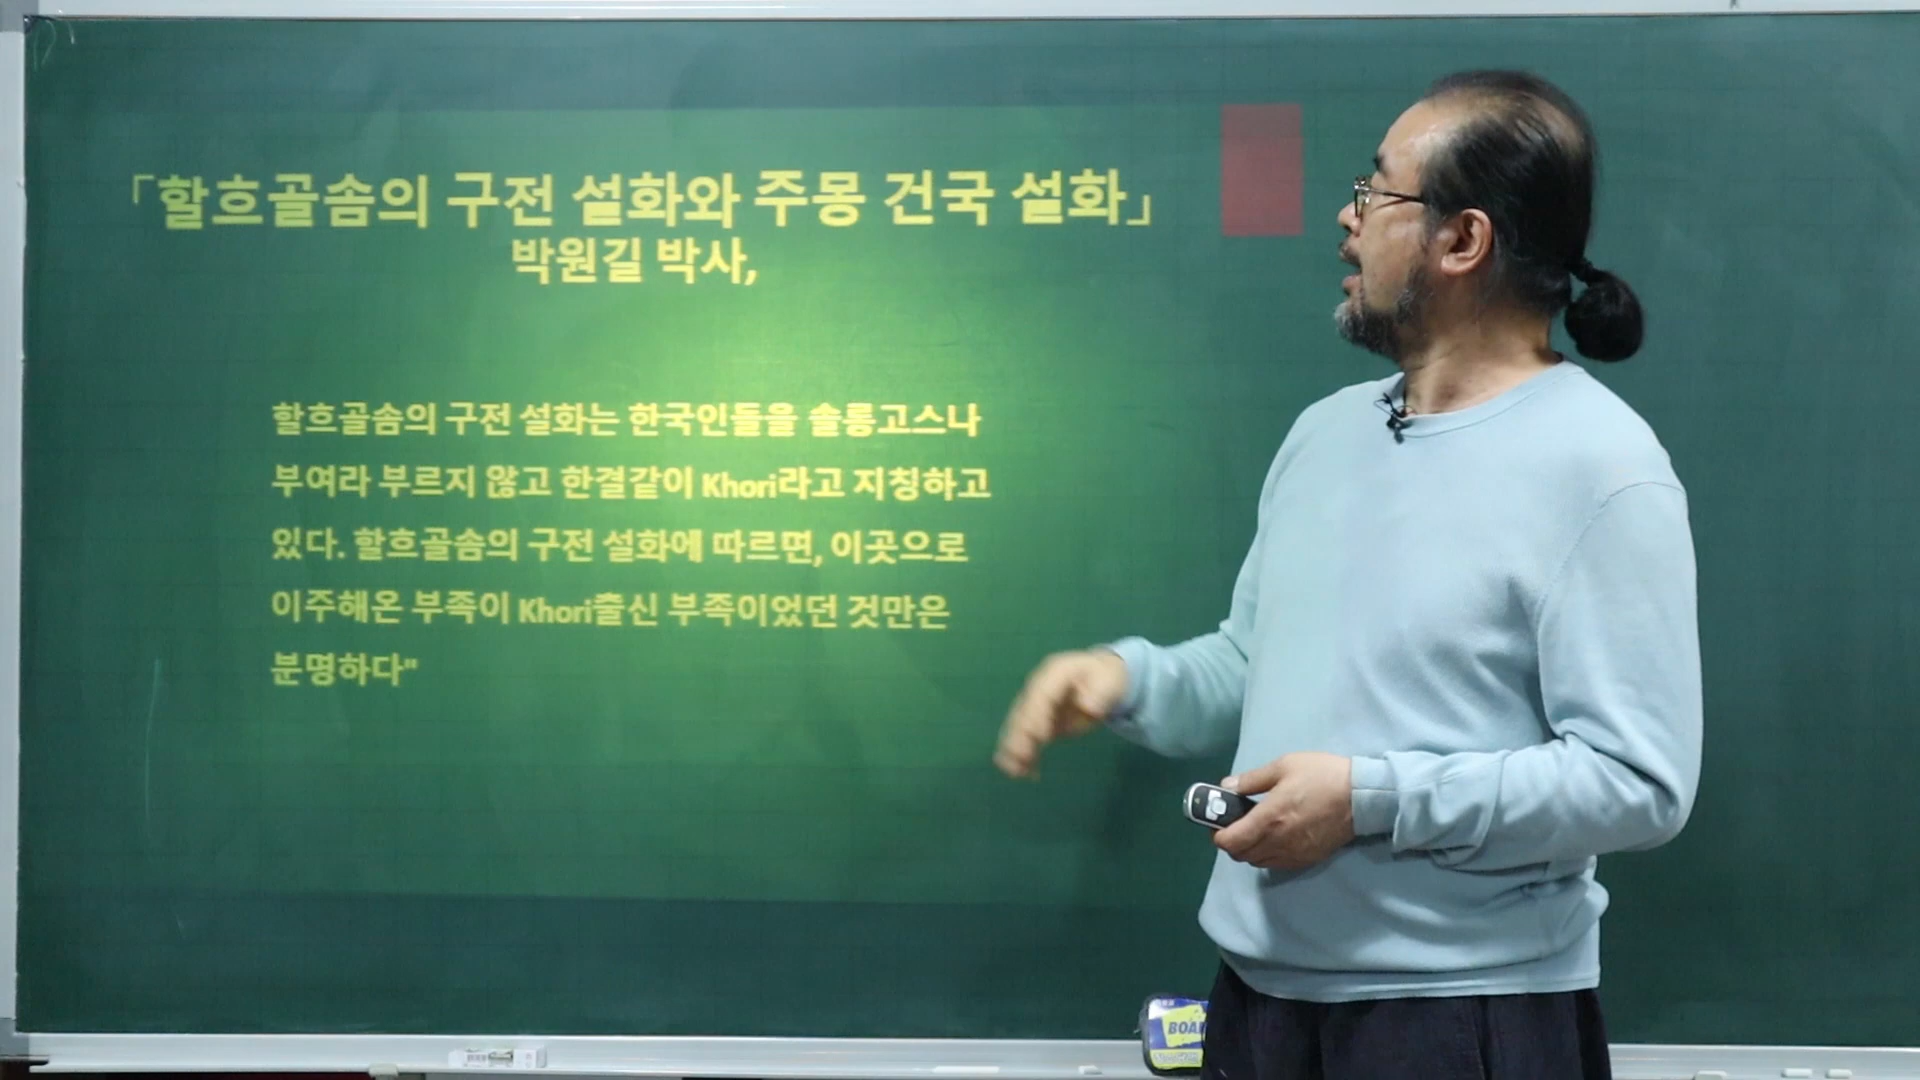 「할흐골솜의 구전 설화와 주몽 건국 설화」
박원길 박사,
할흐골솜의 구전 설화는 한국인들을 솔롱고스나
부여라 부르지 않고 한결같이 Khori라고 지칭하고
있다. 할흐골솜의 구전 설화에 따르면, 이곳으로
이주해온 부족이 Khori출신 부족이었던 것만은
분명하다"